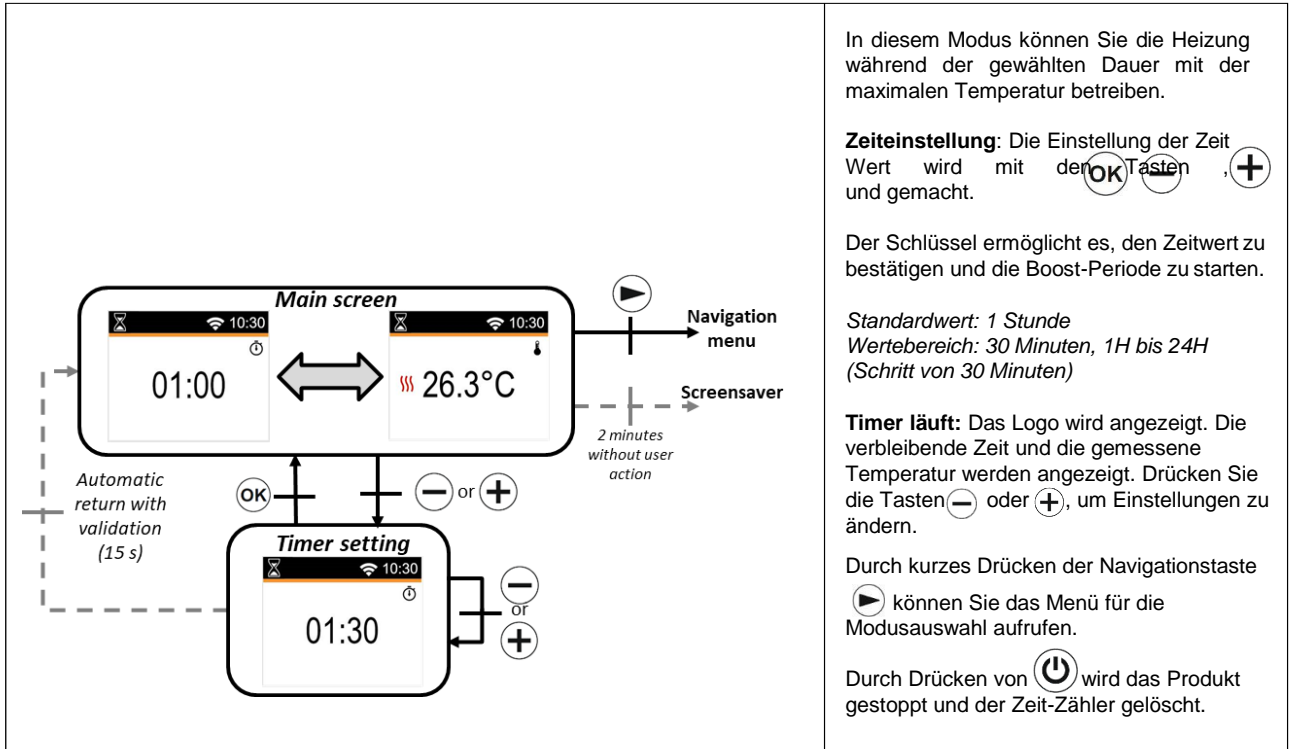 Main screen
10:30
01:00
10:30
26.3°C
Navigation
menu
Screensaver
2 minutes
without user
action
Automatic
return with
validation
(15 s)
OK
or
Timer setting
10:30
01:30
or
In diesem Modus können Sie die Heizung
während der gewählten Dauer mit der
maximalen Temperatur betreiben.
Zeiteinstellung: Die Einstellung der Zeit
Wert wird mit den OK Tasten ,
und gemacht.
Der Schlüssel ermöglicht es, den Zeitwert zu
bestätigen und die Boost-Periode zu starten.
Standardwert: 1 Stunde
Wertebereich: 30 Minuten, 1H bis 24H
(Schritt von 30 Minuten)
Timer läuft: Das Logo wird angezeigt. Die
verbleibende Zeit und die gemessene
Temperatur werden angezeigt. Drücken Sie
die Tasten oder , um Einstellungen zu
ändern.
Durch kurzes Drücken der Navigationstaste
können Sie das Menü für die
Modusauswahl aufrufen.
Durch Drücken von wird das Produkt
gestoppt und der Zeit-Zähler gelöscht.